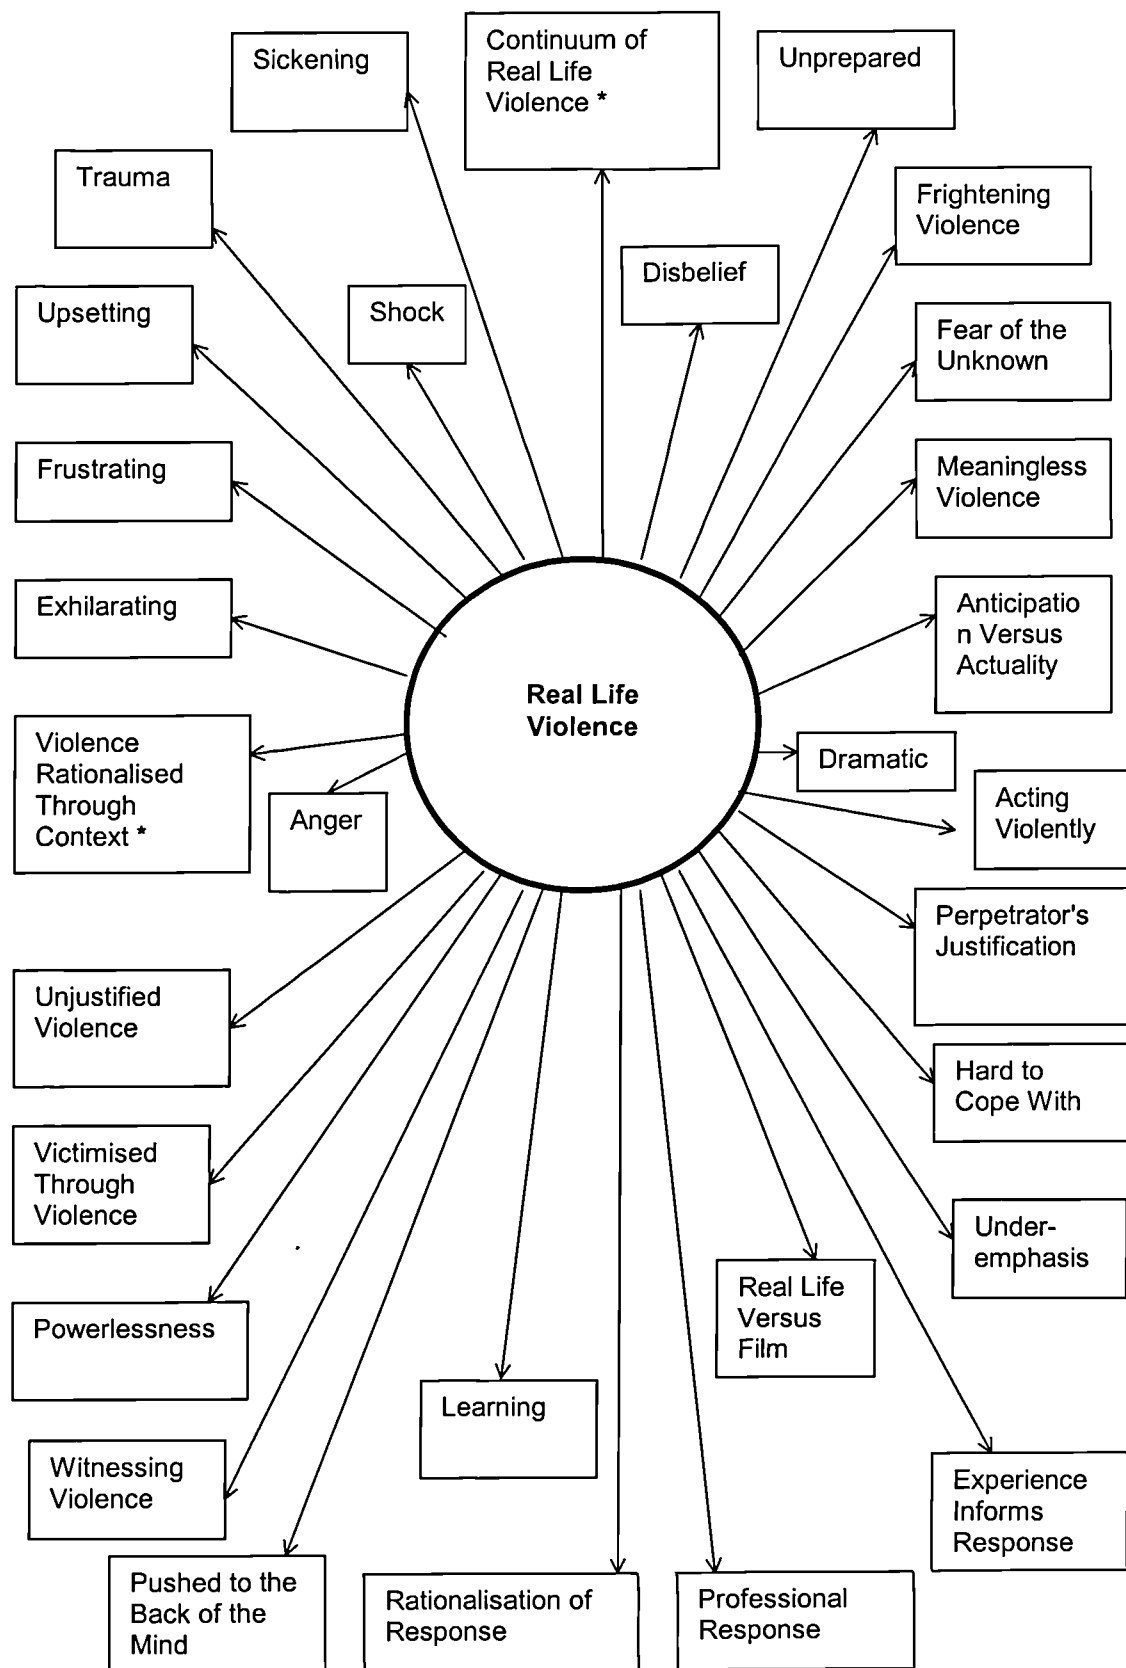 Sickening
Continuum of
Real Life
Violence *
Unprepared
Trauma
Frightening
Violence
Disbelief
Upsetting
Shock
Fear of the
Unknown
Frustrating
Meaningless
Violence
Exhilarating
Anticipatio
n Versus
Actuality
Real Life
Violence
Violence
Rationalised
Through
Context *
Anger
Dramatic
Acting
Violently
Perpetrator's
Justification
Unjustified
Violence
Hard to
Cope With
Victimised
Through
Violence
Under-
emphasis
Real Life
Versus
Film
Powerlessness
Learning
Witnessing
Violence
Experience
Informs
Response
Pushed to the
Back of the
Mind
Rationalisation of
Response
Professional
Response